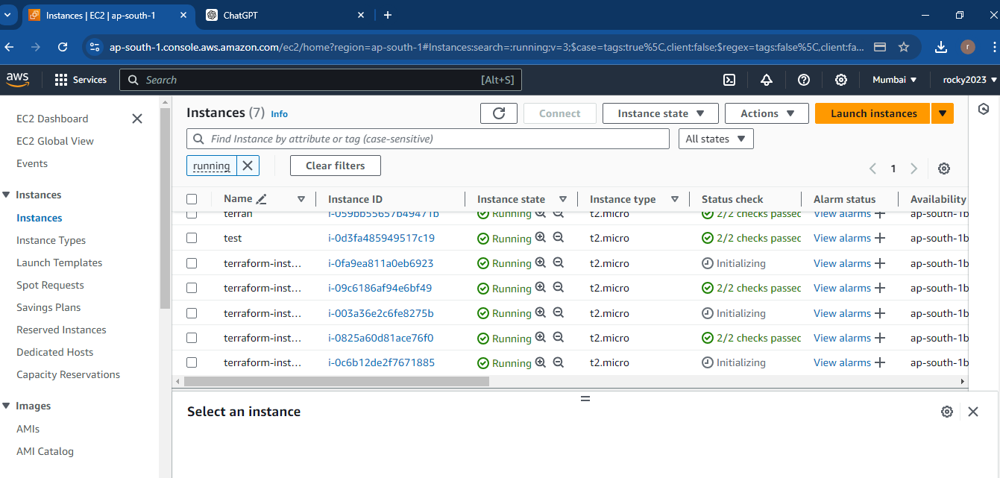 Instances | EC2 | ap-south-1
ChatGPT
ap-south-1.console.aws.amazon.com/ec2/home?region=ap-south-1#Instances:search=:running;v=3;$case=tags:true%5C,client:false;$regex=tags:false%5C,client:fa...
r
aws
Services
Search
[Alt+S]
Mumbai
rocky2023
EC2 Dashboard
EC2 Global View
Events
Instances
Instances
Instance Types
Launch Templates
Spot Requests
Savings Plans
Reserved Instances
Dedicated Hosts
Capacity Reservations
Images
AMIs
AMI Catalog
Instances (7) Info
Connect
Instance state
Actions
Launch instances
Find Instance by attribute or tag (case-sensitive)
All states
running
Clear filters
1
Name Instance ID Instance state Instance type Status check Alarm status Availability
terran i-059bb55657b49471b Running t2.micro 2/2 checks passec View alarms + ap-south-1b
test i-0d3fa485949517c19 Running t2.micro 2/2 checks passec View alarms + ap-south-1b
terraform-inst... i-0fa9ea811a0eb6923 Running t2.micro Initializing View alarms + ap-south-1b
terraform-inst... i-09c6186af94e6bf49 Running t2.micro 2/2 checks passec View alarms + ap-south-1b
terraform-inst... i-003a36e2c6fe8275b Running t2.micro Initializing View alarms + ap-south-1b
terraform-inst... i-0825a60d81ace76f0 Running t2.micro 2/2 checks passec View alarms + ap-south-1b
terraform-inst... i-0c6b12de2f7671885 Running t2.micro Initializing View alarms + ap-south-1b
Select an instance